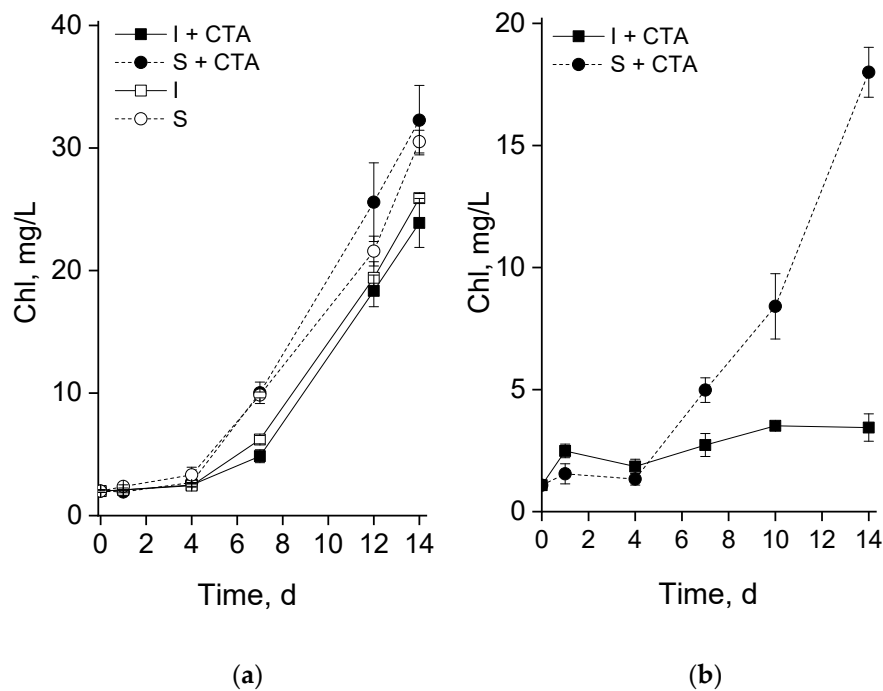 40
30
20
10
0
Chl, mg/L
I + CTA
S + CTA
I
S
0 2 4 6 8 10 12 14
Time, d
(a)
20
15
10
5
0
Chl, mg/L
I + CTA
S + CTA
0 2 4 6 8 10 12 14
Time, d
(b)